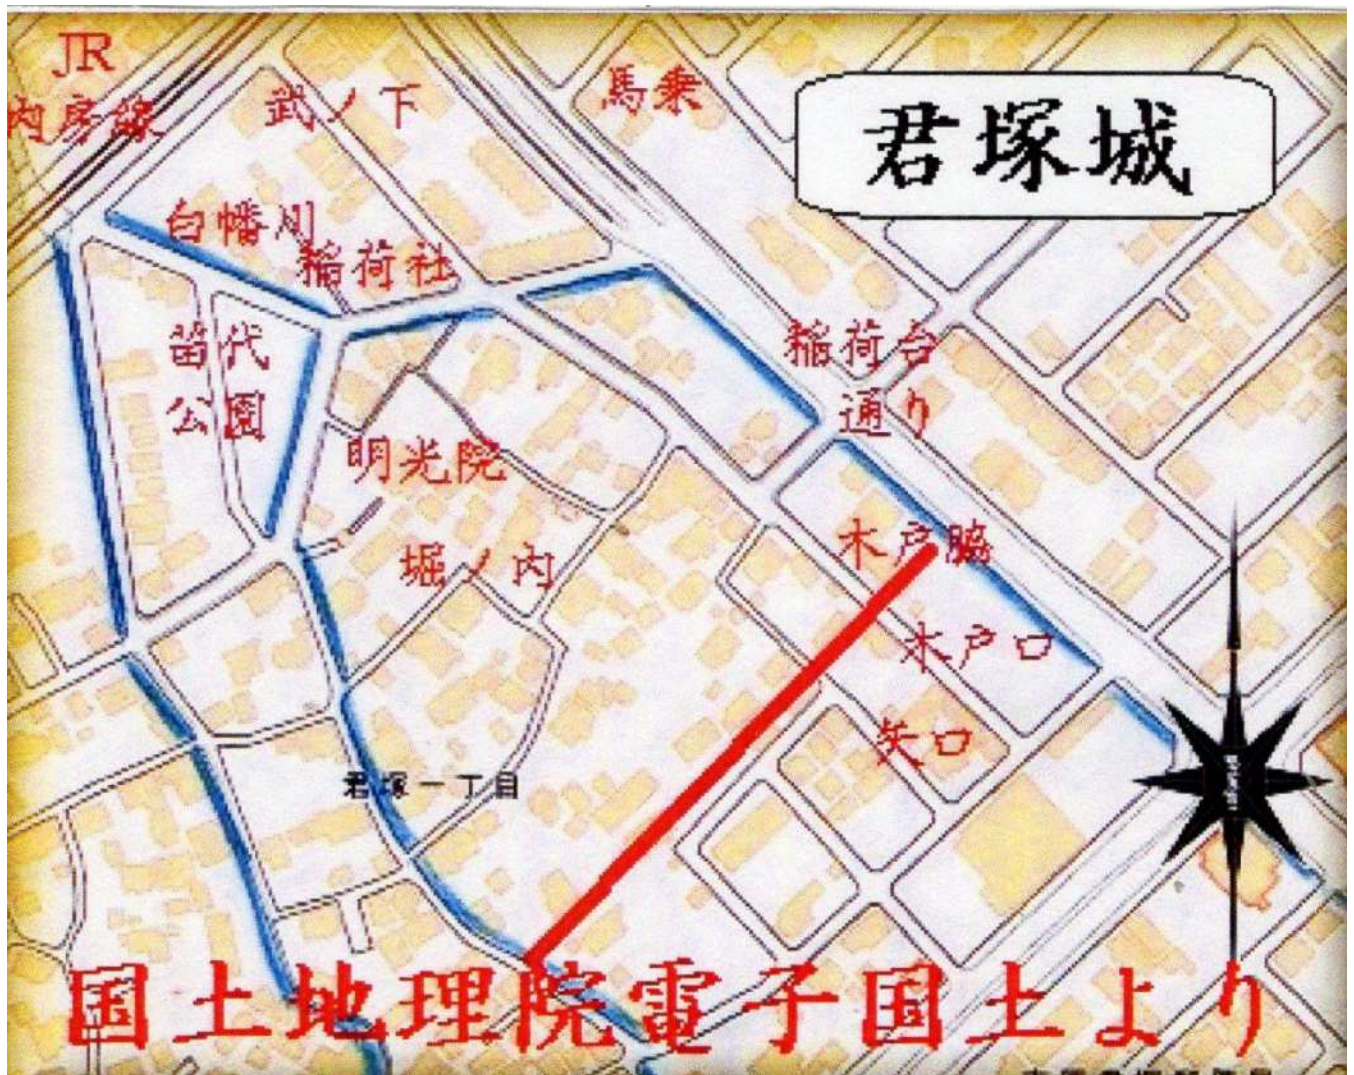 JR
内房線
武ノ下
馬乗
君塚城
白幡川
稲荷社
苗代
公園
稲荷台
通り
明光院
木戸脇
堀ノ内
木戸口
矢口
君塚一丁目
国土地理院電子国土より